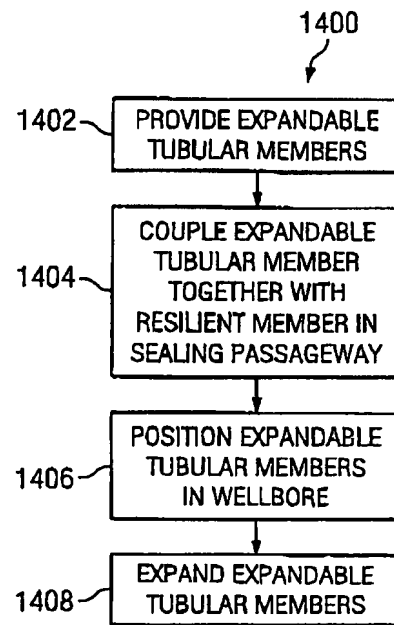 1400
1402
PROVIDE EXPANDABLE
TUBULAR MEMBERS
1404
COUPLE EXPANDABLE
TUBULAR MEMBER
TOGETHER WITH
RESILIENT MEMBER IN
SEALING PASSAGEWAY
1406
POSITION EXPANDABLE
TUBULAR MEMBERS
IN WELLBORE
1408
EXPAND EXPANDABLE
TUBULAR MEMBERS